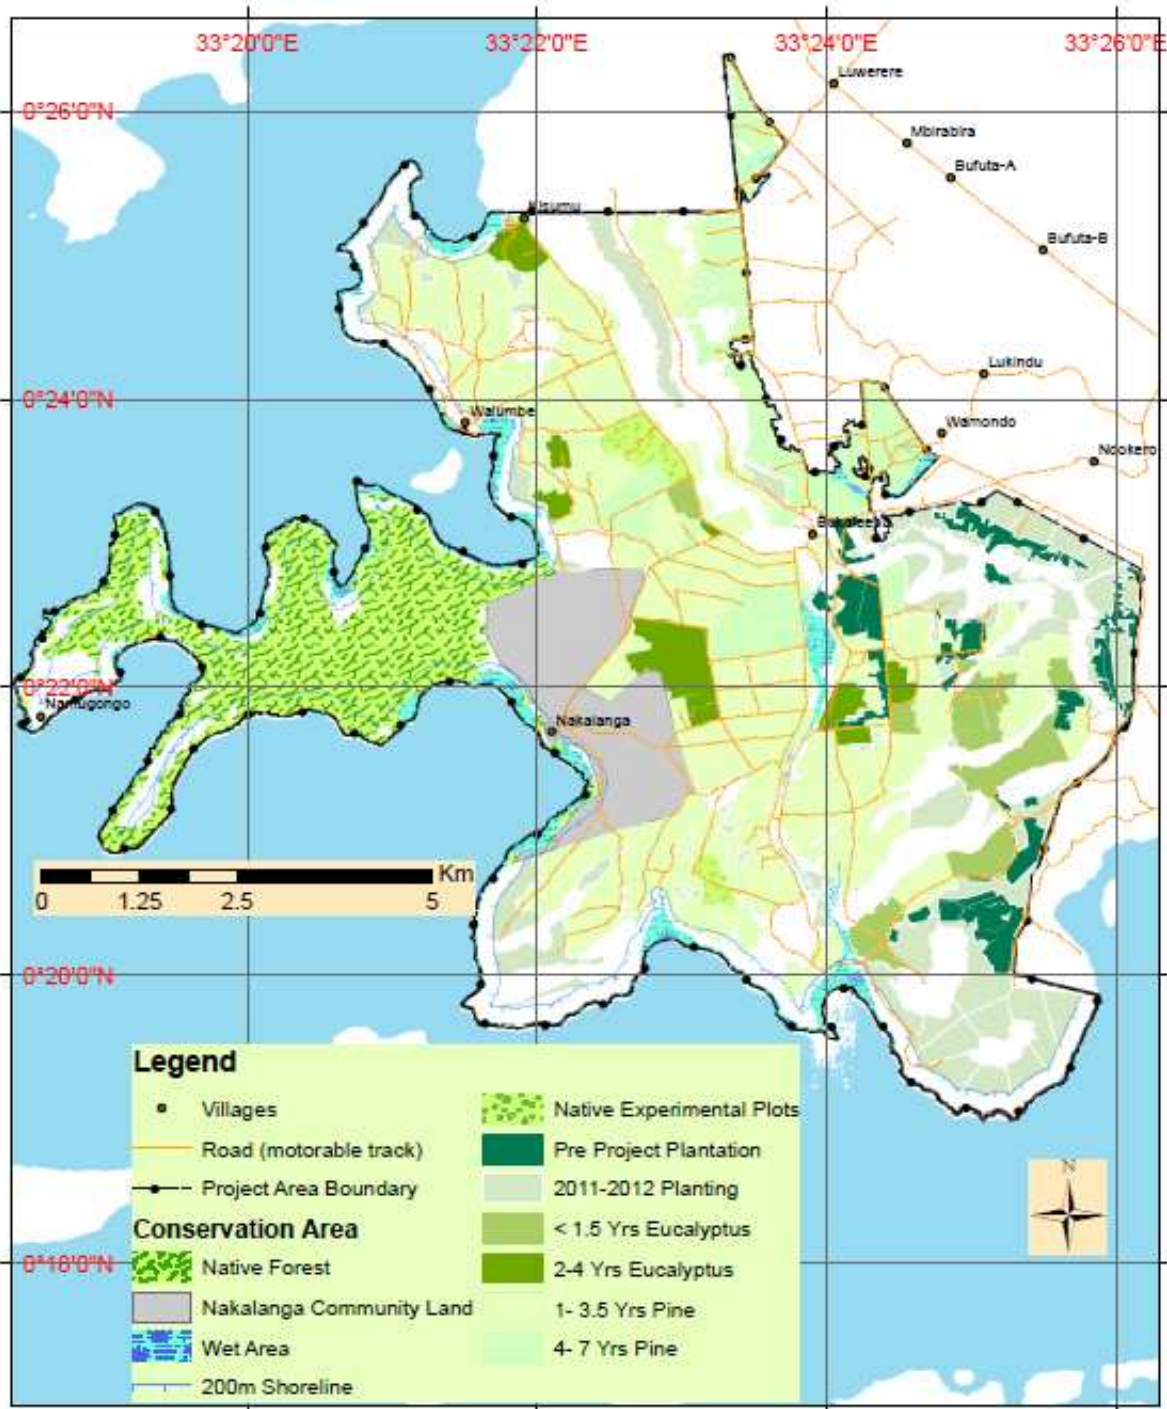 33°20'0"E
33°22'0"E
33°24'0"E
33°26'0"E
Luwerere
0°26'0"N
Mbirabira
Bufuta-A
Kisumu
Bufuta-B
Lukindu
0°24'0"N
Walumbe
Wamondo
Nookero
0°22'0"N
Namugongo
Nakalanga
Km
0
1.25
2.5
5
0°20'0"N
Legend
Villages
Road (motorable track)
Project Area Boundary
Conservation Area
Native Forest
Nakalanga Community Land
Wet Area
200m Shoreline
Native Experimental Plots
Pre Project Plantation
2011-2012 Planting
< 1.5 Yrs Eucalyptus
2-4 Yrs Eucalyptus
1- 3.5 Yrs Pine
4- 7 Yrs Pine
N
0°18'0"N